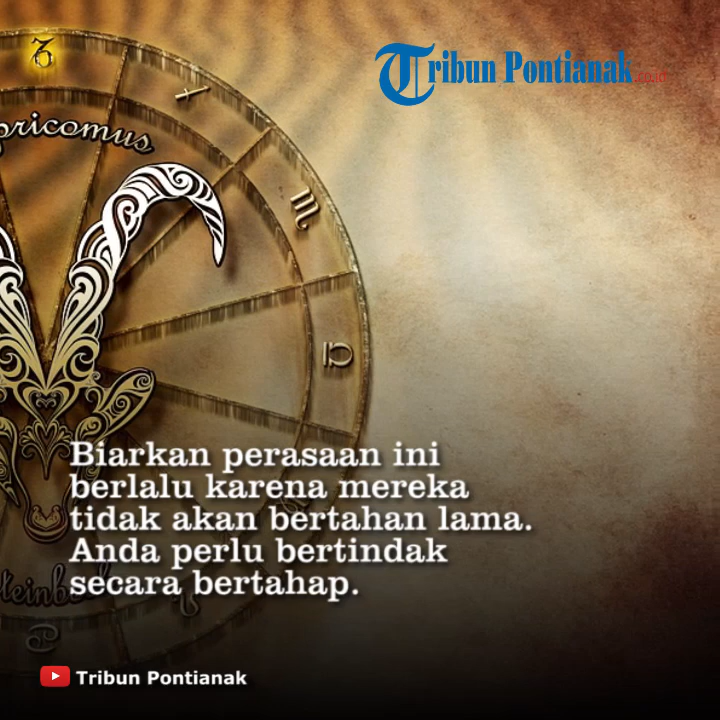 Tribun Pontianak.co.id
pricornus
Biarkan perasaan ini
berlalu karena mereka
tidak akan bertahan lama.
Anda perlu bertindak
secara bertahap.
Tribun Pontianak